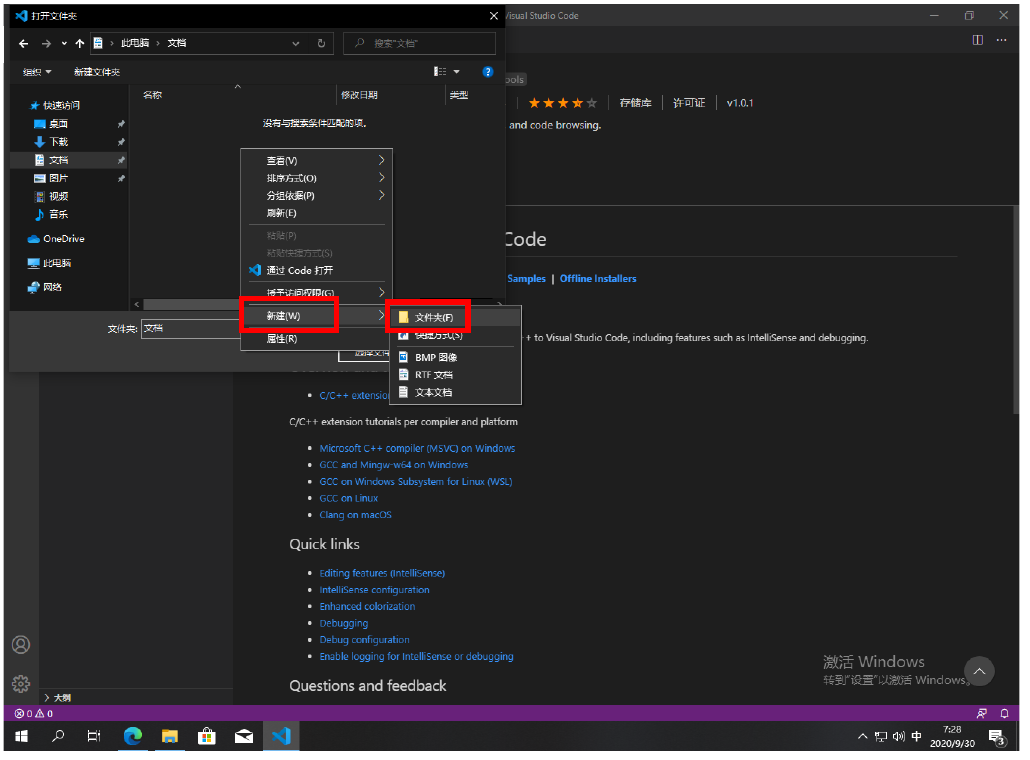 打开文件夹
Visual Studio Code
此电脑 > 文档
搜索"文档"
组织
新建文件夹
名称
修改日期
类型
没有与搜索条件匹配的项。
快速访问
桌面
下载
文档
图片
视频
音乐
OneDrive
此电脑
网络
文件夹:
文档
查看(V)
排序方式(O)
分组依据(P)
刷新(E)
粘贴(P)
粘贴快捷方式(S)
通过 Code 打开
授予访问权限(G)
新建(W)
属性(R)
文件夹(F)
快捷方式(S)
BMP 图像
RTF 文档
文本文档
ools
存储库
许可证
v1.0.1
and code browsing.
Code
Samples | Offline Installers
+ to Visual Studio Code, including features such as IntelliSense and debugging.
C/C++ extension
C/C++ extension tutorials per compiler and platform
Microsoft C++ compiler (MSVC) on Windows
GCC and Mingw-w64 on Windows
GCC on Windows Subsystem for Linux (WSL)
GCC on Linux
Clang on macOS
Quick links
Editing features (IntelliSense)
IntelliSense configuration
Enhanced colorization
Debugging
Debug configuration
Enable logging for IntelliSense or debugging
Questions and feedback
激活 Windows
转到"设置"以激活 Windows。
大纲
0 0
中
7:28
2020/9/30
3